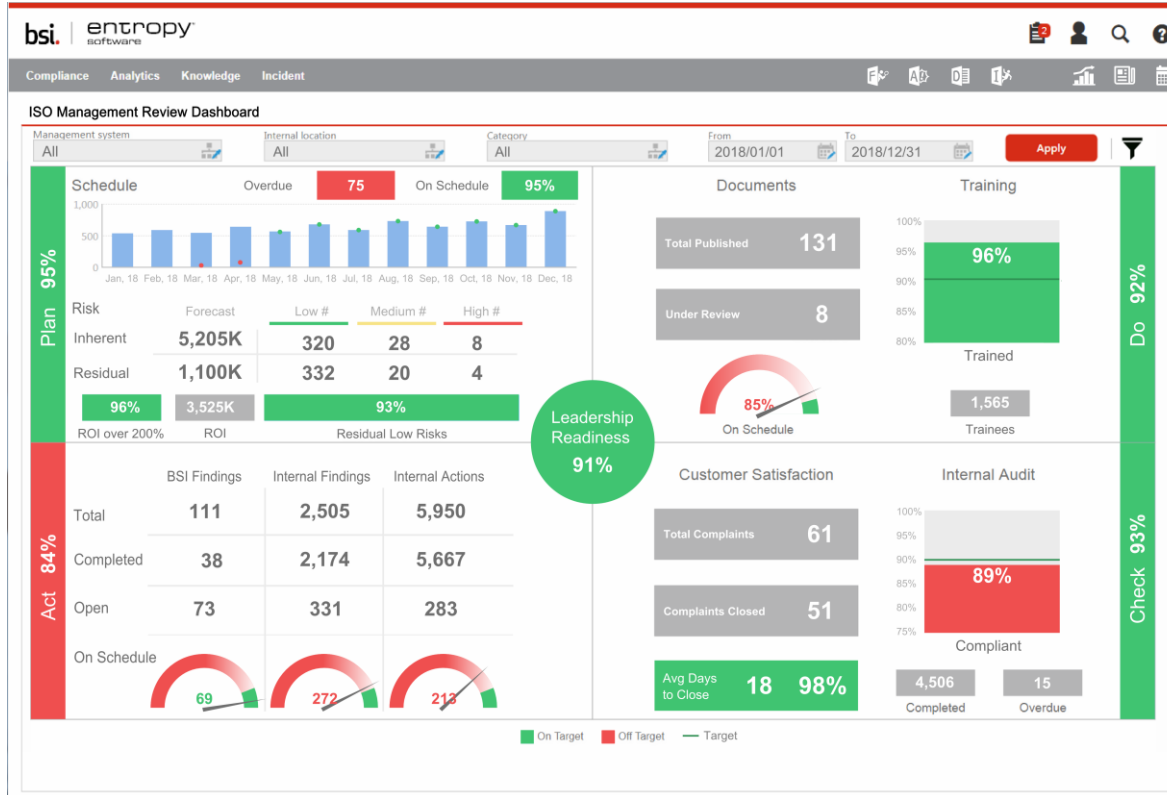 bsi. entropy software
2
Compliance Analytics Knowledge Incident
ISO Management Review Dashboard
Management system Internal location Category From To
All All All 2018/01/01 2018/12/31 Apply
Plan 95%
Schedule Overdue 75 On Schedule 95%
1,000
500
0
Jan, 18 Feb, 18 Mar, 18 Apr, 18 May, 18 Jun, 18 Jul, 18 Aug, 18 Sep, 18 Oct, 18 Nov, 18 Dec, 18
Risk Forecast Low # Medium # High #
Inherent 5,205K 320 28 8
Residual 1,100K 332 20 4
96% 3,525K 93%
ROI over 200% ROI Residual Low Risks
Documents
Total Published 131
Under Review 8
85%
On Schedule
Training
100%
95%
90%
85%
80%
96%
Trained
1,565
Trainees
Do 92%
Leadership
Readiness
91%
Act 84%
BSI Findings Internal Findings Internal Actions
Total 111 2,505 5,950
Completed 38 2,174 5,667
Open 73 331 283
On Schedule
69 272 213
Customer Satisfaction
Total Complaints 61
Complaints Closed 51
Avg Days
to Close 18 98%
Internal Audit
100%
95%
90%
85%
80%
75%
89%
Compliant
4,506 15
Completed Overdue
Check 93%
On Target Off Target Target